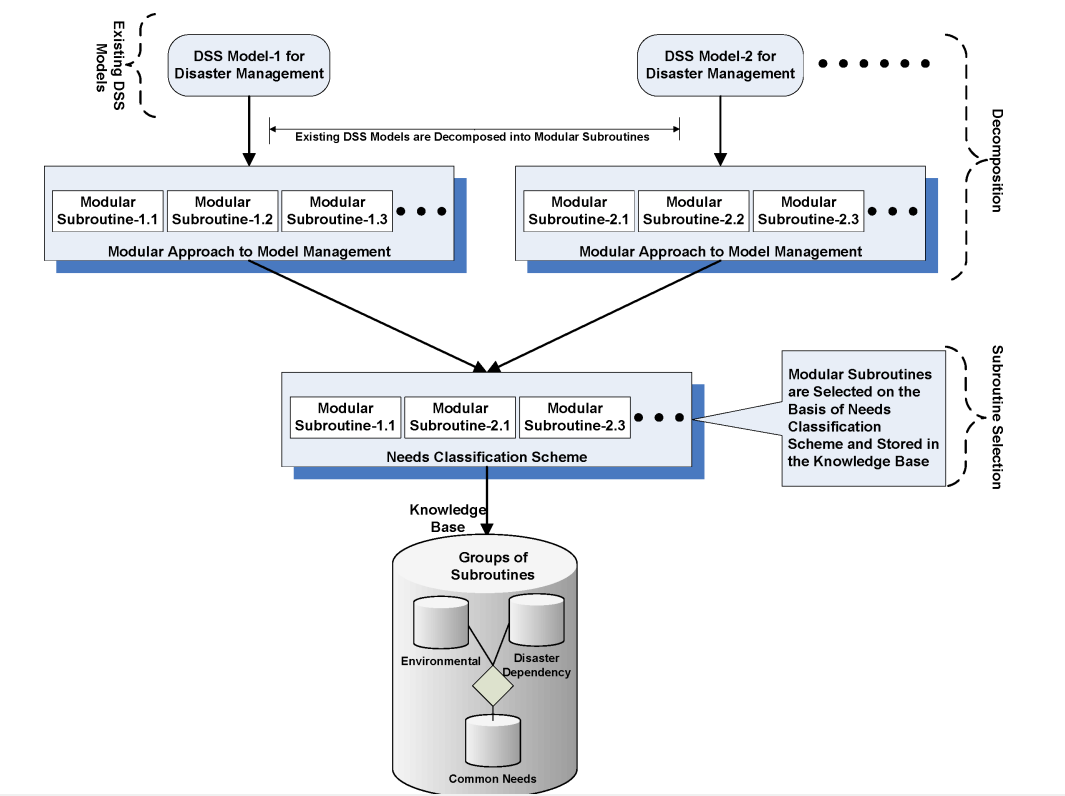 Existing DSS
Models
DSS Model-1 for
Disaster Management
DSS Model-2 for
Disaster Management
Existing DSS Models are Decomposed into Modular Subroutines
Decomposition
Modular
Subroutine-1.1
Modular
Subroutine-1.2
Modular
Subroutine-1.3
Modular Approach to Model Management
Modular
Subroutine-2.1
Modular
Subroutine-2.2
Modular
Subroutine-2.3
Modular Approach to Model Management
Modular
Subroutine-1.1
Modular
Subroutine-2.1
Modular
Subroutine-2.3
Needs Classification Scheme
Modular Subroutines
are Selected on the
Basis of Needs
Classification
Scheme and Stored in
the Knowledge Base
Subroutine Selection
Knowledge
Base
Groups of
Subroutines
Environmental
Disaster
Dependency
Common Needs